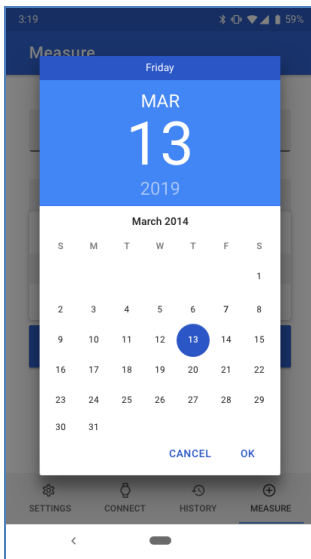 3:19 59%
Measure
Friday
MAR
13
2019
March 2014
S M T W T F S
1
2 3 4 5 6 7 8
9 10 11 12 13 14 15
16 17 18 19 20 21 22
23 24 25 26 27 28 29
30 31
CANCEL OK
SETTINGS CONNECT HISTORY MEASURE